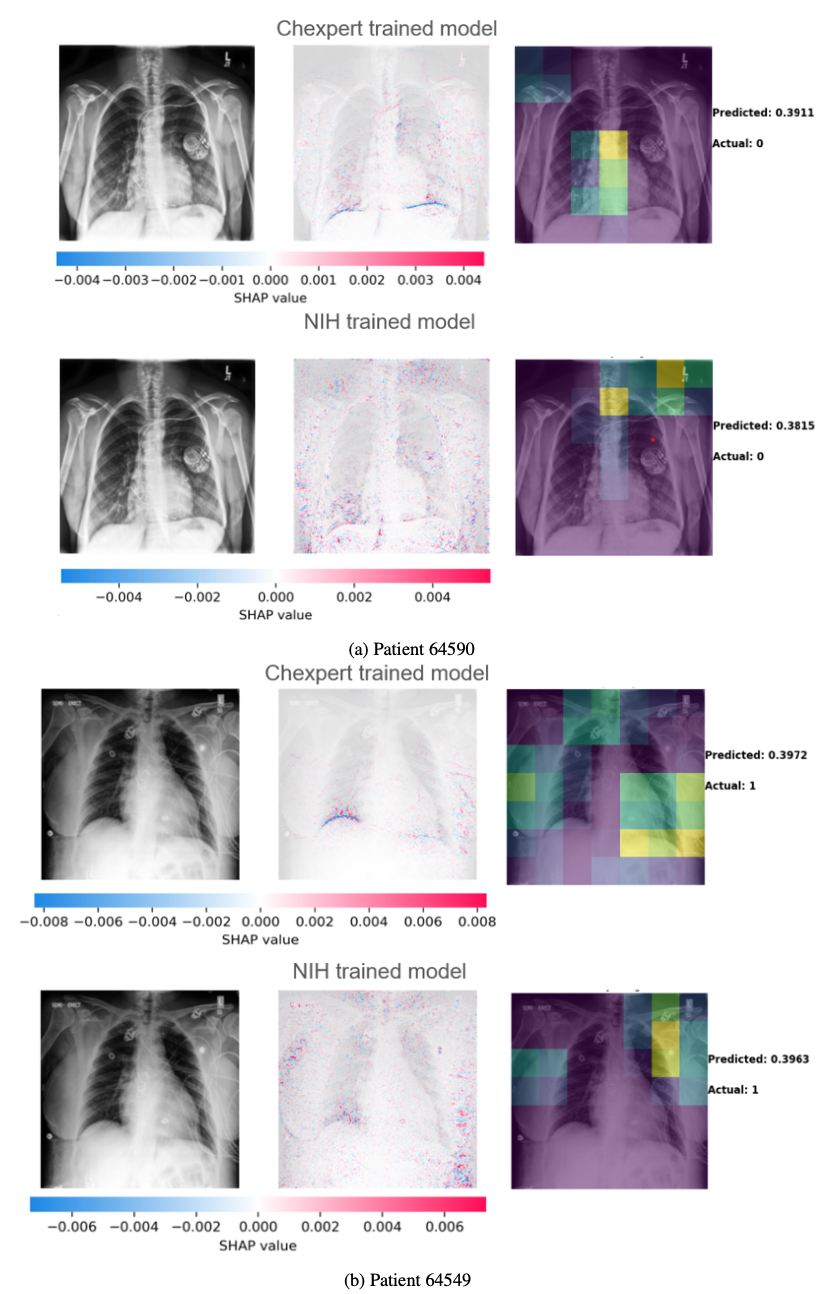 Chexpert trained model
L
Predicted: 0.3911
Actual: 0
−0.004 −0.003 −0.002 −0.001 0.000 0.001 0.002 0.003 0.004
SHAP value
NIH trained model
L
Predicted: 0.3815
Actual: 0
−0.004 −0.002 0.000 0.002 0.004
SHAP value
(a) Patient 64590
Chexpert trained model
Predicted: 0.3972
Actual: 1
−0.008 −0.006 −0.004 −0.002 0.000 0.002 0.004 0.006 0.008
SHAP value
NIH trained model
Predicted: 0.3963
Actual: 1
−0.006 −0.004 −0.002 0.000 0.002 0.004 0.006
SHAP value
(b) Patient 64549